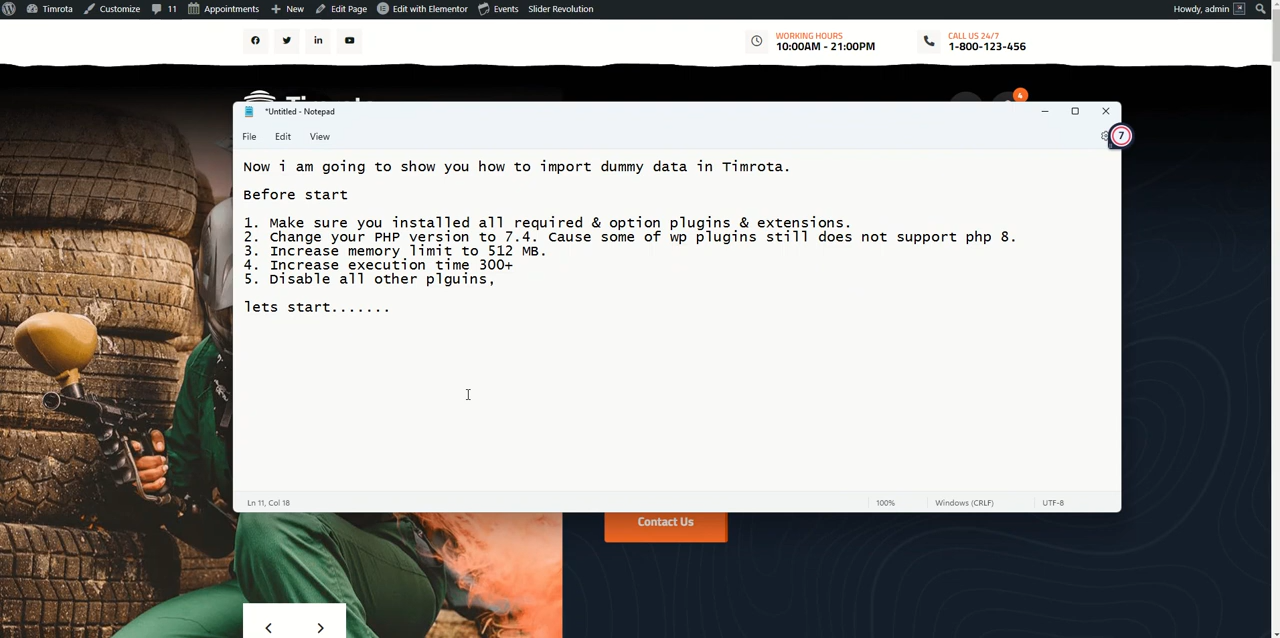 Timrota Customize 11 Appointments New Edit Page Edit with Elementor Events Slider Revolution Howdy, admin
WORKING HOURS
10:00AM - 21:00PM
CALL US 24/7
1-800-123-456
4
*Untitled - Notepad
File Edit View
7
Now i am going to show you how to import dummy data in Timrota.
Before start
1. Make sure you installed all required & option plugins & extensions.
2. Change your PHP version to 7.4. Cause some of wp plugins still does not support php 8.
3. Increase memory limit to 512 MB.
4. Increase execution time 300+
5. Disable all other plguins,
lets start.......
Ln 11, Col 18 100% Windows (CRLF) UTF-8
Contact Us